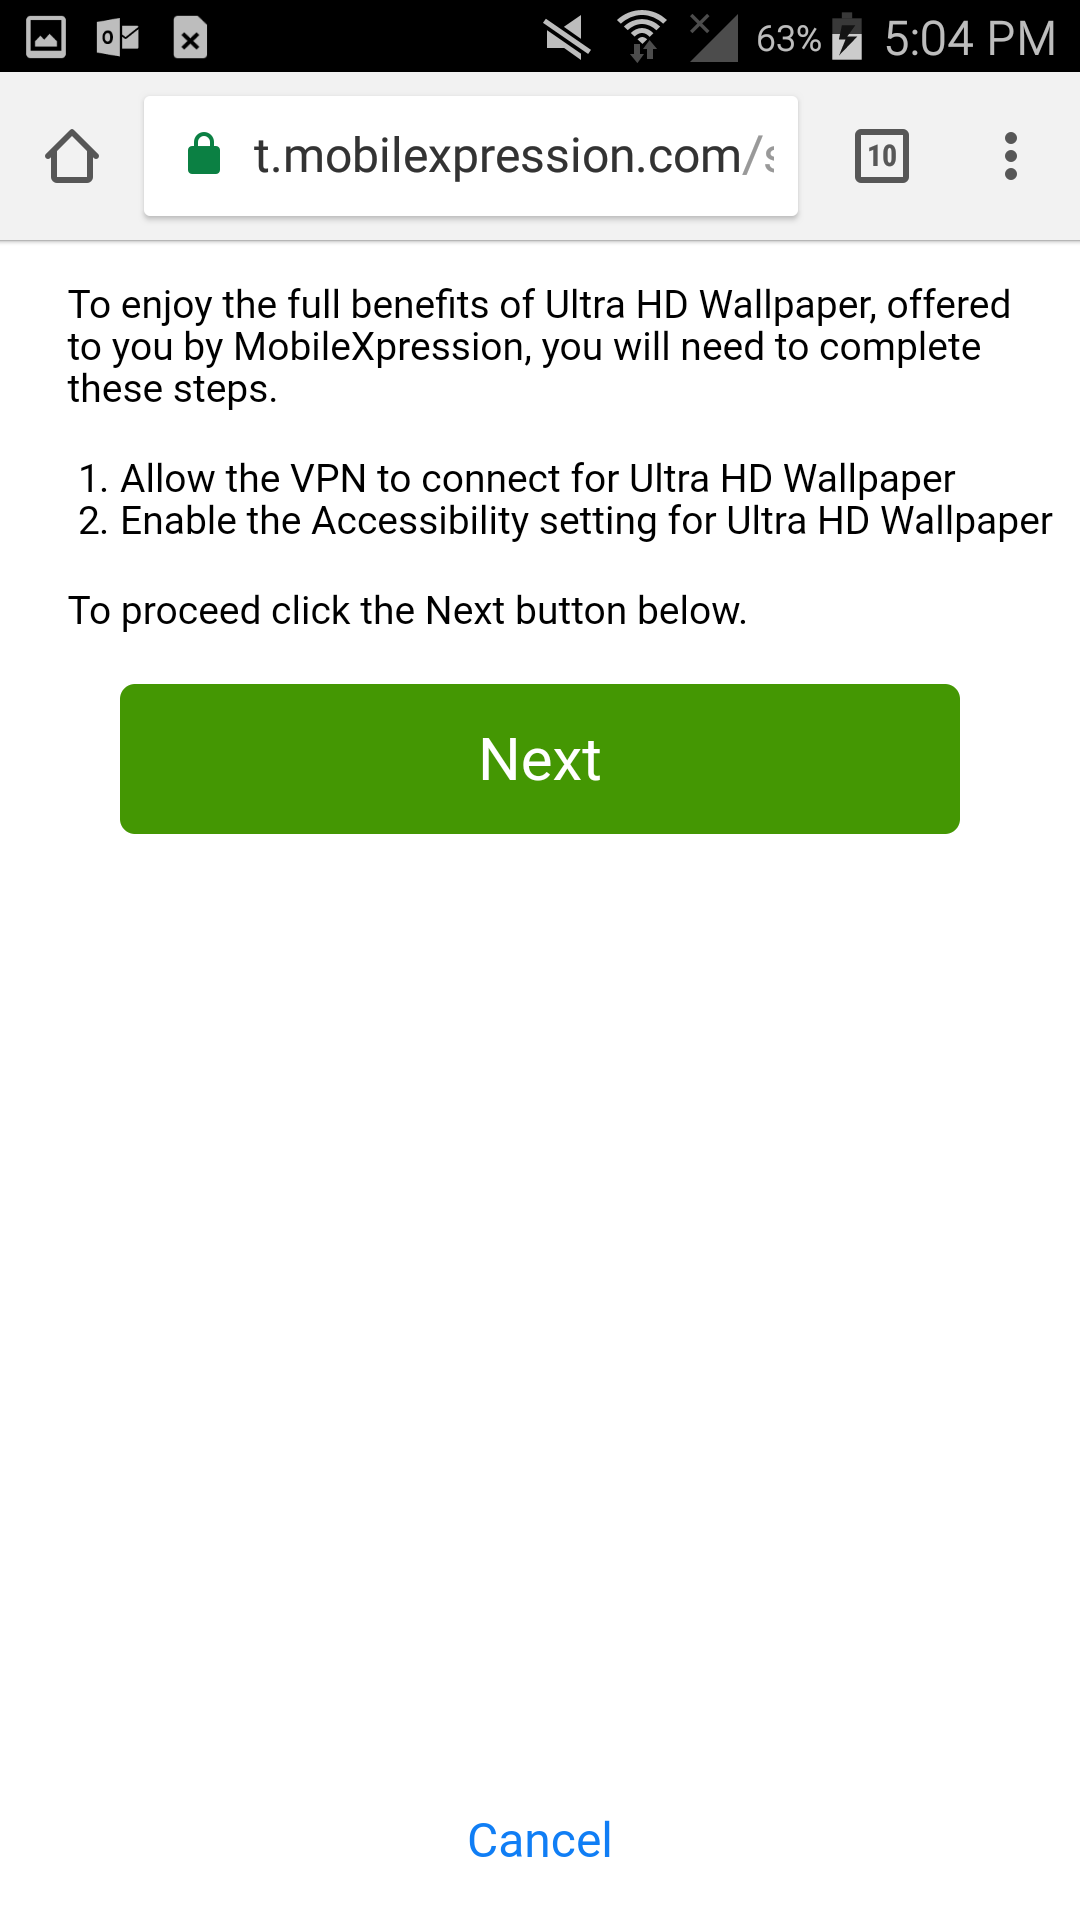 63% 5:04 PM
t.mobilexpression.com/s
10
To enjoy the full benefits of Ultra HD Wallpaper, offered
to you by MobileXpression, you will need to complete
these steps.
1. Allow the VPN to connect for Ultra HD Wallpaper
2. Enable the Accessibility setting for Ultra HD Wallpaper
To proceed click the Next button below.
Next
Cancel